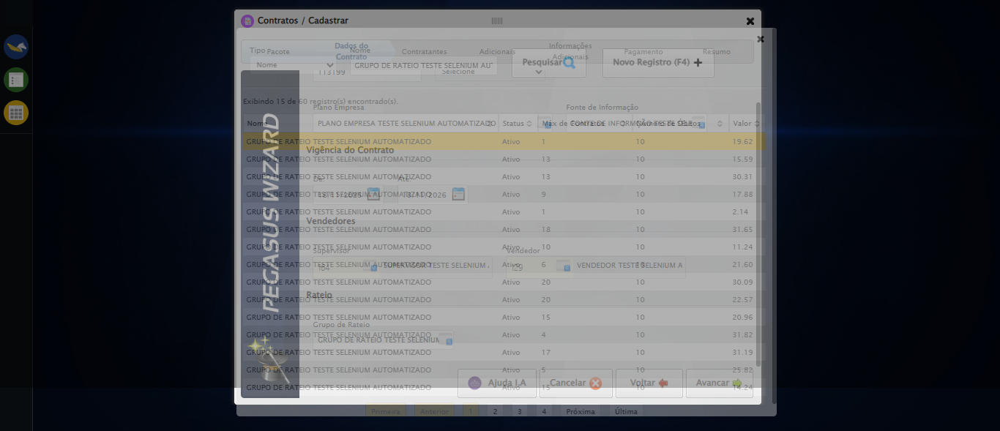 Contratos / Cadastrar
Tipo
Pacote
Dados do
Contrato
Nome
Contratantes
Adicionais
Informações
Adicionais
Pagamento
Resumo
Nome
113199
GRUPO DE RATEIO TESTE SELENIUM AUT
Selecione
Pesquisar
Novo Registro (F4)
Exibindo 15 de 60 registro(s) encontrado(s).
Plano Empresa
Fonte de Informação
PLANO EMPRESA TESTE SELENIUM AUTOMATIZADO
FONTE DE INFORMAÇÃO TESTE SELE
Nome
Status
Máx de Contratos
Número de Óbitos
Valor
GRUPO DE RATEIO TESTE SELENIUM AUTOMATIZADO Ativo 1 10 19.62
Vigência do Contrato
GRUPO DE RATEIO TESTE SELENIUM AUTOMATIZADO Ativo 13 10 15.59
GRUPO DE RATEIO TESTE SELENIUM AUTOMATIZADO Ativo 13 10 30.31
De:
Até:
GRUPO DE RATEIO TESTE SELENIUM AUTOMATIZADO Ativo 9 10 17.88
18/11/2025
18/11/2026
GRUPO DE RATEIO TESTE SELENIUM AUTOMATIZADO Ativo 1 10 2.14
Vendedores
GRUPO DE RATEIO TESTE SELENIUM AUTOMATIZADO Ativo 18 10 31.65
GRUPO DE RATEIO TESTE SELENIUM AUTOMATIZADO Ativo 10 10 11.24
Supervisor
Vendedor
GRUPO DE RATEIO TESTE SELENIUM AUTOMATIZADO Ativo 6 10 21.60
104
SUPERVISOR TESTE SELENIUM
129
VENDEDOR TESTE SELENIUM A
GRUPO DE RATEIO TESTE SELENIUM AUTOMATIZADO Ativo 20 10 30.09
Rateio
GRUPO DE RATEIO TESTE SELENIUM AUTOMATIZADO Ativo 20 10 22.57
GRUPO DE RATEIO TESTE SELENIUM AUTOMATIZADO Ativo 15 10 20.96
Grupo de Rateio
GRUPO DE RATEIO TESTE SELENIUM AUTOMATIZADO Ativo 4 10 31.82
GRUPO DE RATEIO TESTE SELENIUM
GRUPO DE RATEIO TESTE SELENIUM AUTOMATIZADO Ativo 17 10 31.19
GRUPO DE RATEIO TESTE SELENIUM AUTOMATIZADO Ativo 5 10 25.82
GRUPO DE RATEIO TESTE SELENIUM AUTOMATIZADO Ativo 15 10 14.24
PEGASUS WIZARD
Ajuda I.A
Cancelar
Voltar
Avancar
Primeira
Anterior
1
2
3
4
Próxima
Última